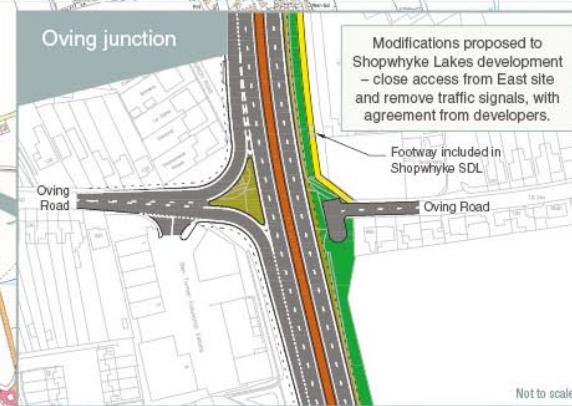 Oving junction
Modifications proposed to
Shopwhyke Lakes development
– close access from East site
and remove traffic signals, with
agreement from developers.
Footway included in
Shopwhyke SDL
Oving
Road
Oving Road
Not to scale